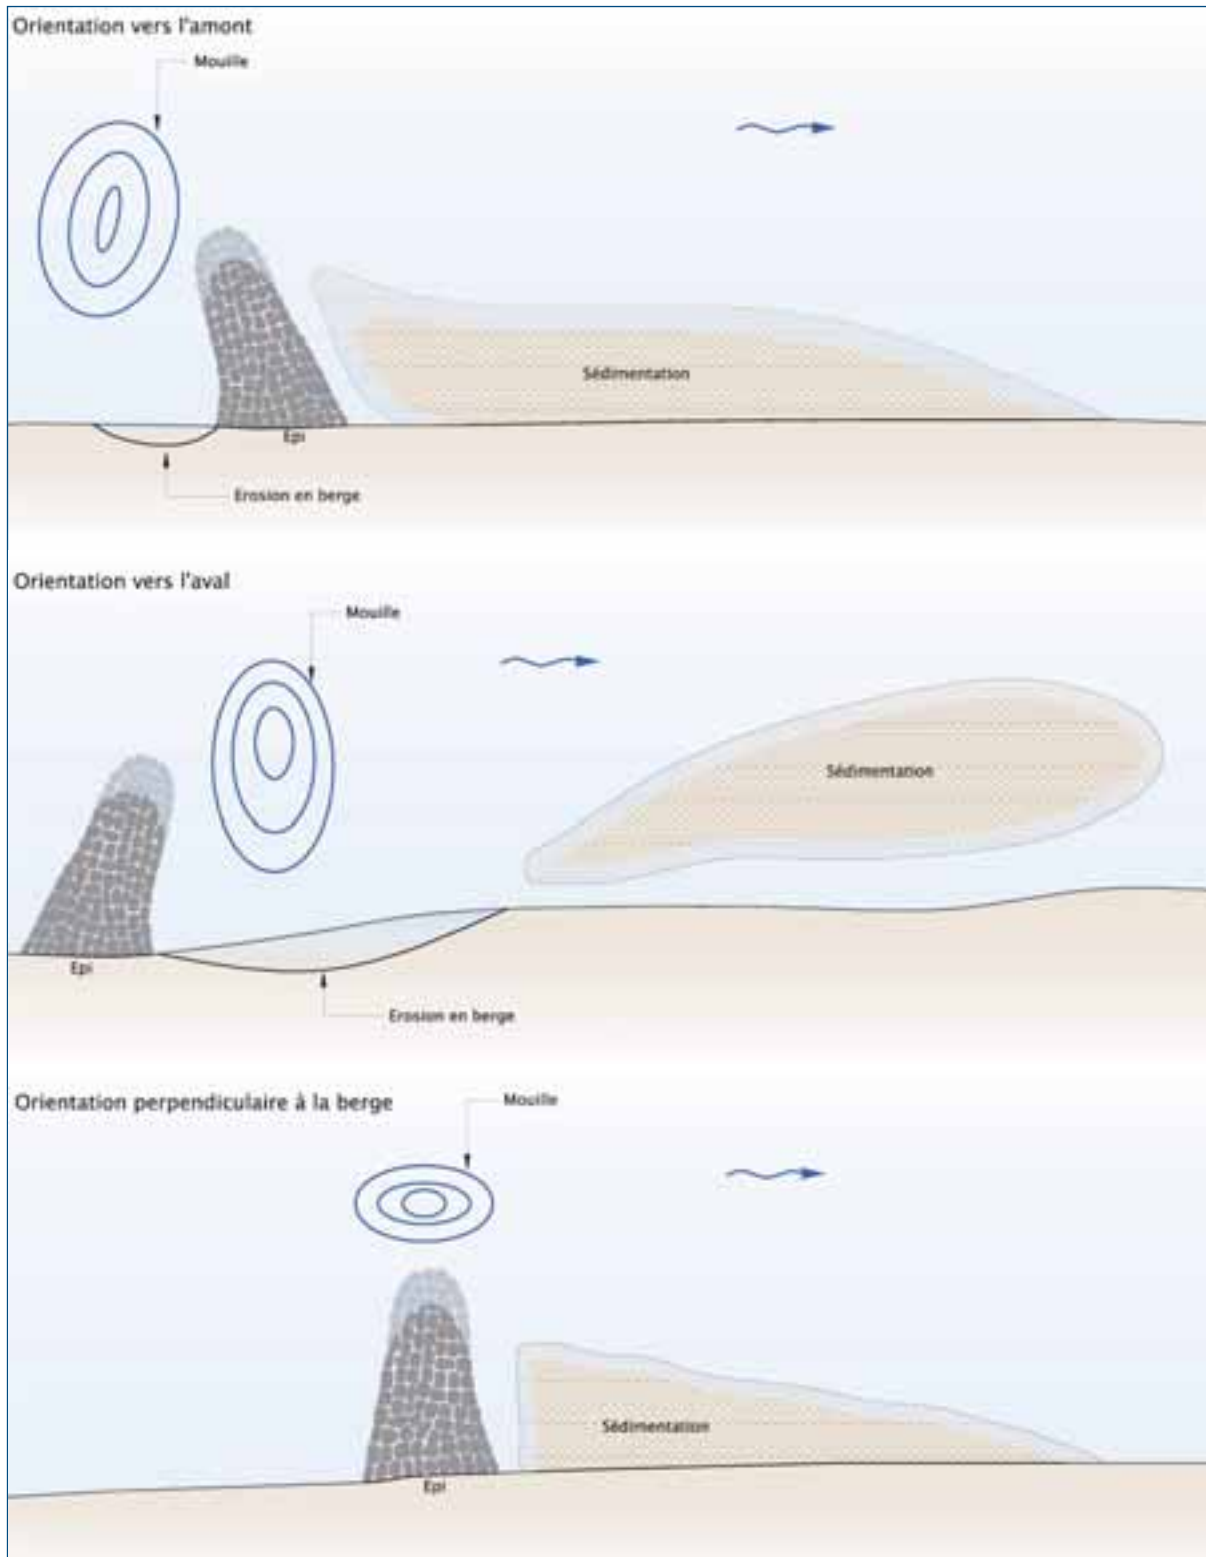 Orientation vers l'amont
Mouille
Sédimentation
Epi
Erosion en berge
Orientation vers l'aval
Mouille
Sédimentation
Epi
Erosion en berge
Orientation perpendiculaire à la berge
Mouille
Sédimentation
Epi